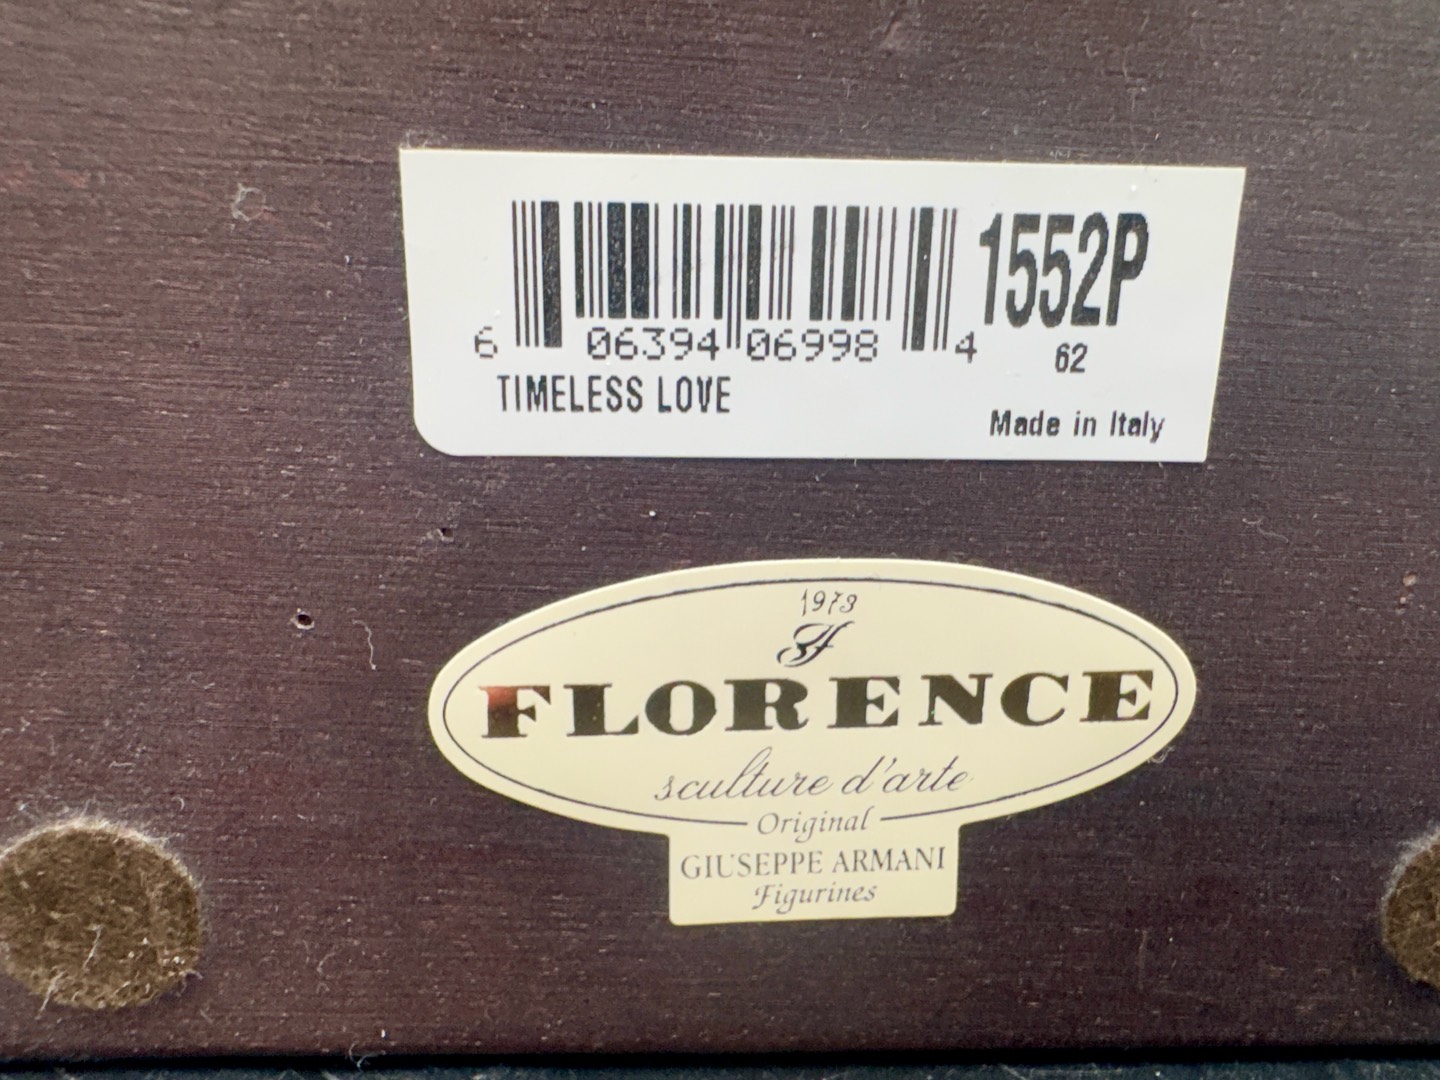 1552P
6 06394 06998 4
62
TIMELESS LOVE
Made in Italy
1973
FLORENCE
sculture d'arte
Original
GIUSEPPE ARMANI
Figurines